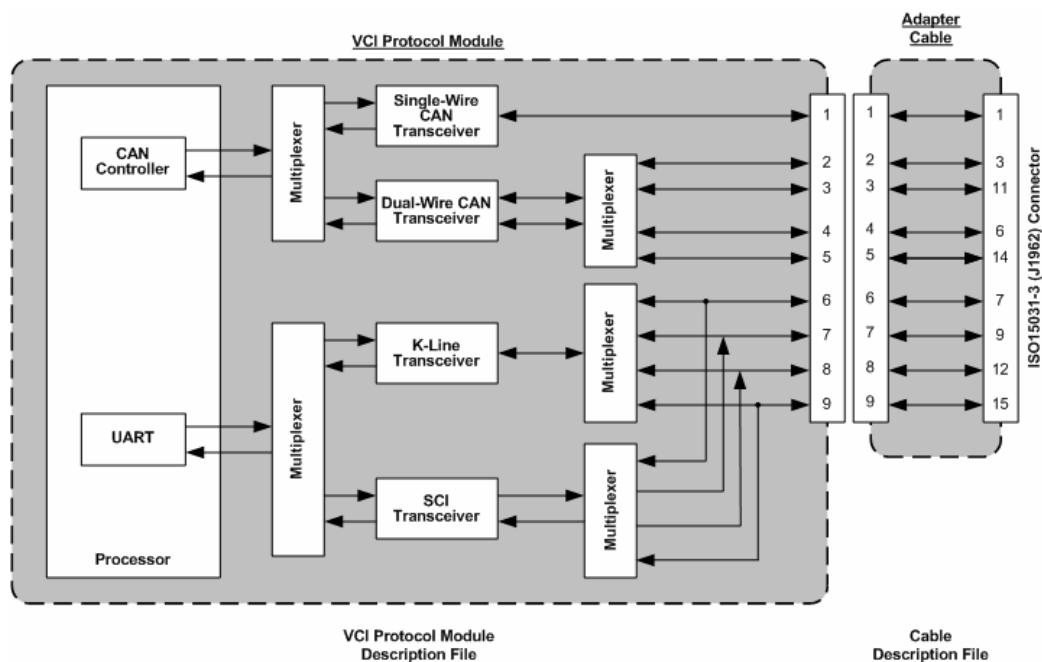 VCI Protocol Module
Adapter
Cable
CAN
Controller
Multiplexer
Single-Wire
CAN
Transceiver
Dual-Wire CAN
Transceiver
Multiplexer
UART
Processor
Multiplexer
K-Line
Transceiver
SCI
Transceiver
Multiplexer
Multiplexer
1 1 1
2 2 3
3 3 11
4 4 6
5 5 14
6 6 7
7 7 9
8 8 12
9 9 15
ISO15031-3 (J1962) Connector
VCI Protocol Module
Description File
Cable
Description File